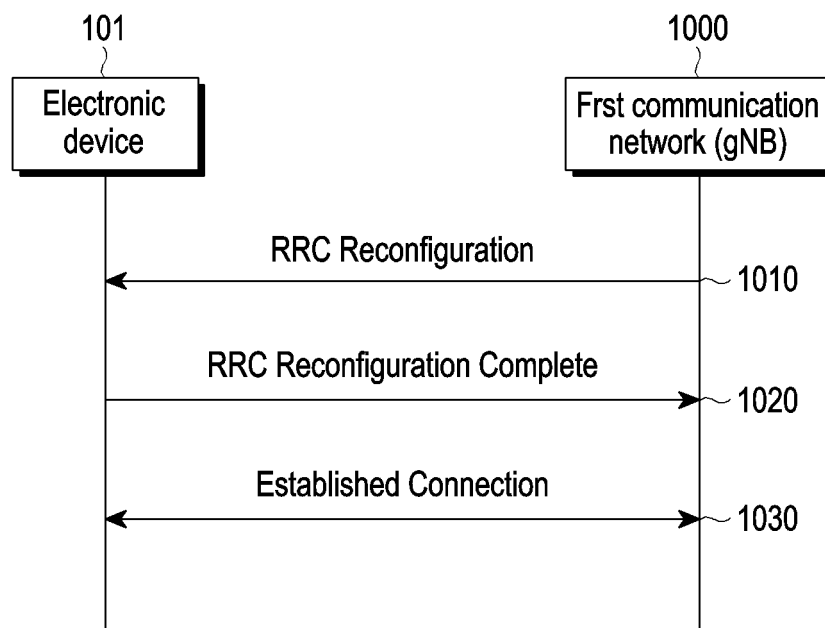 101
1000
Electronic
device
Frst communication
network (gNB)
RRC Reconfiguration
1010
RRC Reconfiguration Complete
1020
Established Connection
1030